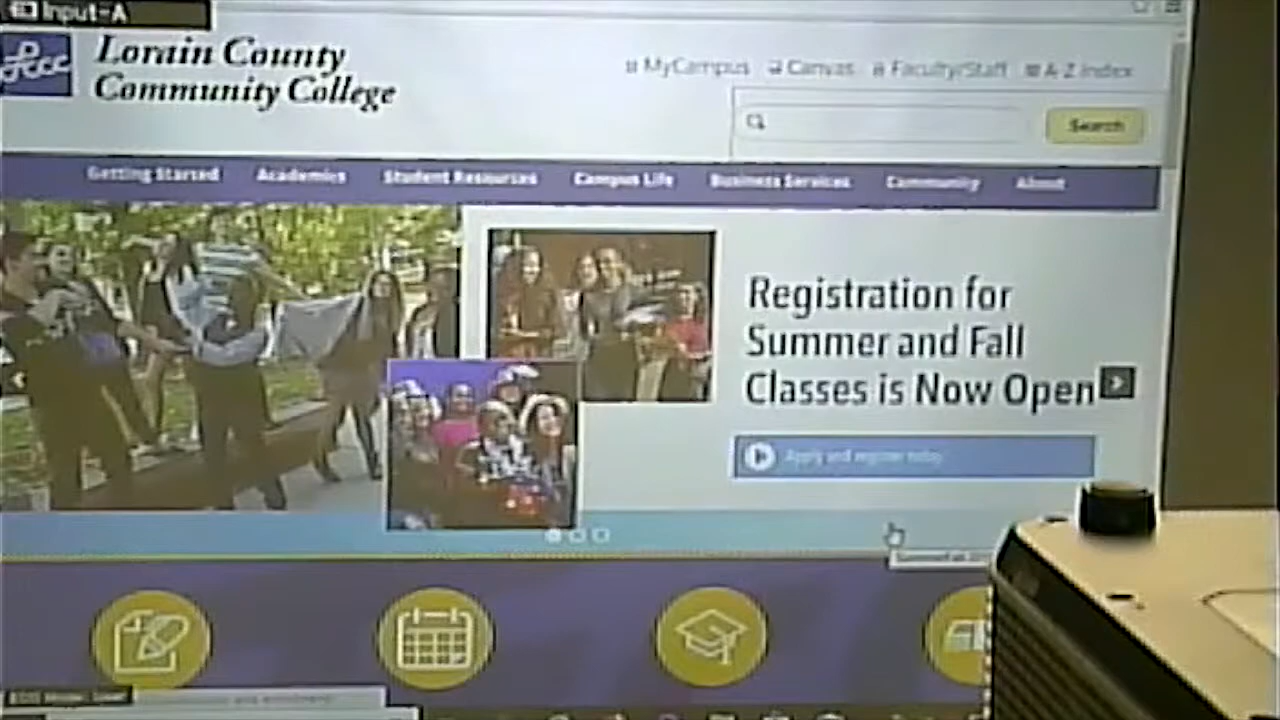 Input-A
Lcc
Lorain County
Community College
MyCampus Canvas Faculty/Staff A-Z Index
Search
Getting Started Academics Student Resources Campus Life Business Services Community About
Registration for
Summer and Fall
Classes is Now Open
Apply and register today